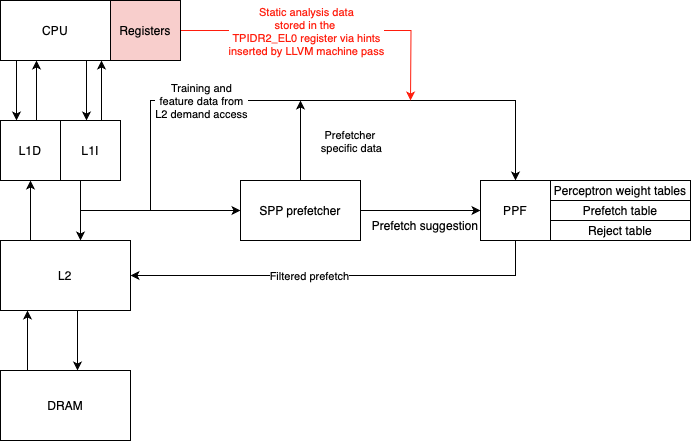 CPU
Registers
Static analysis data
stored in the
TPIDR2_EL0 register via hints
inserted by LLVM machine pass
Training and
feature data from
L2 demand access
L1D
L1I
Prefetcher
specific data
SPP prefetcher
Prefetch suggestion
PPF
Perceptron weight tables
Prefetch table
Reject table
L2
Filtered prefetch
DRAM